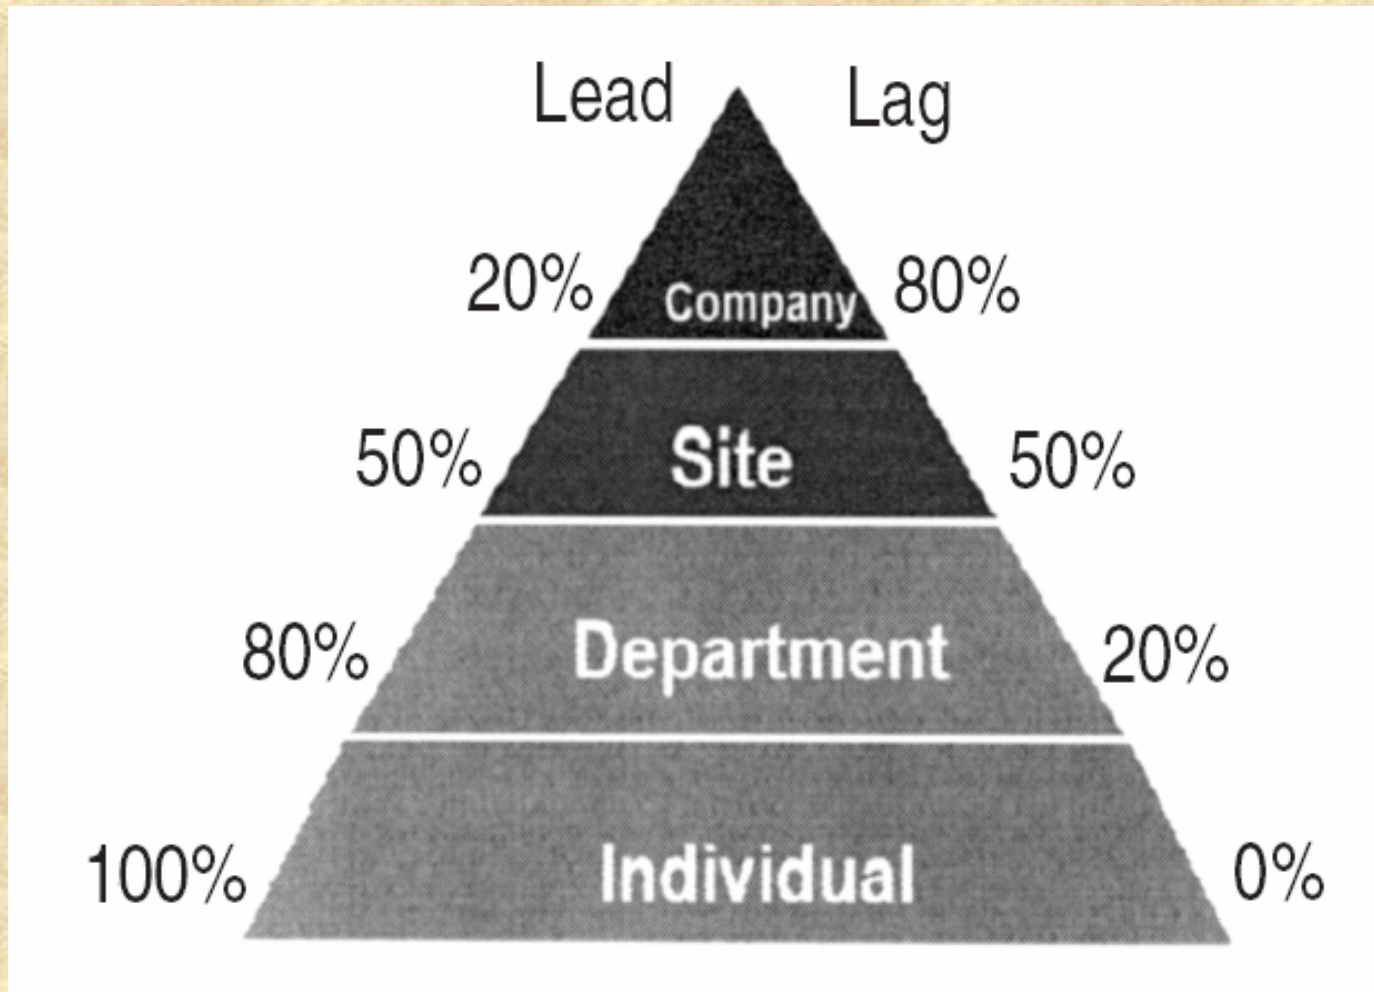 Lead Lag
20% Company 80%
50% Site 50%
80% Department 20%
100% Individual 0%